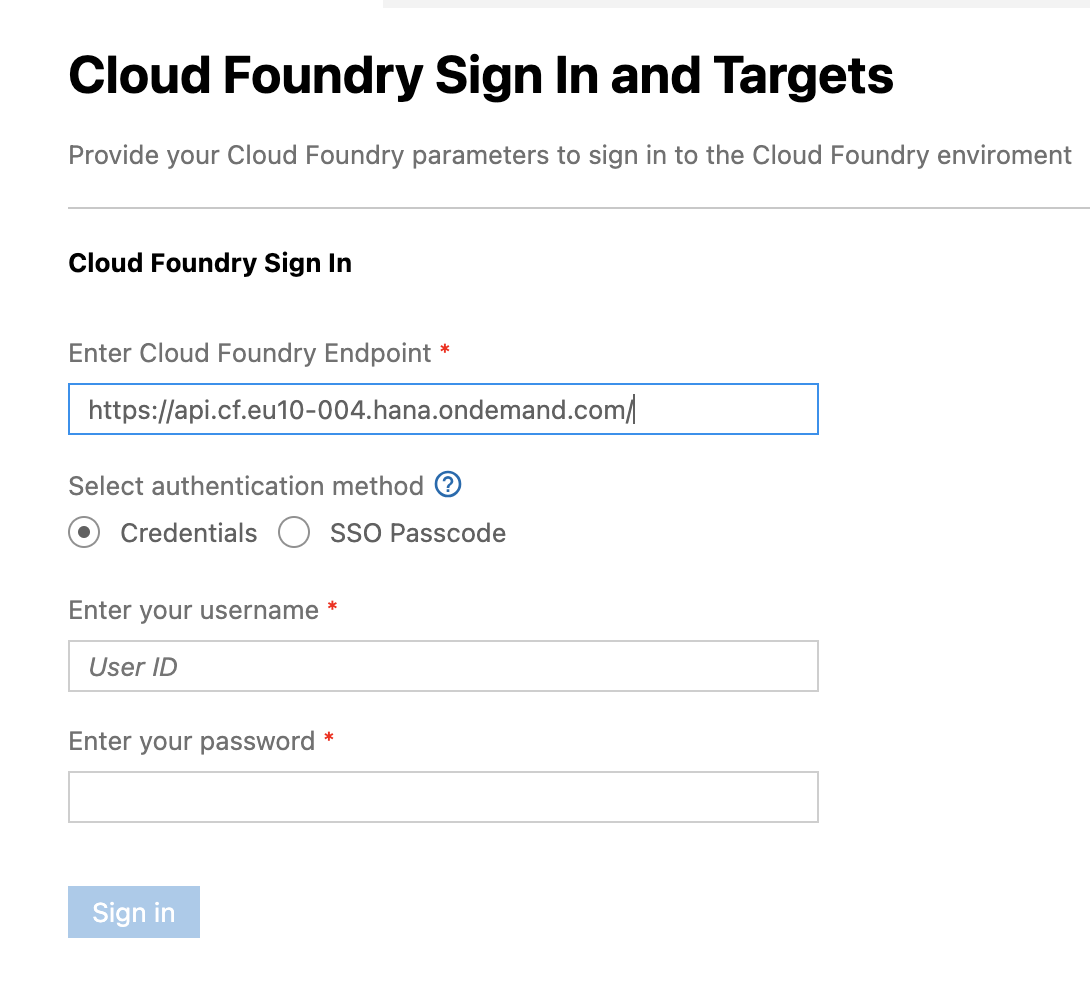 Cloud Foundry Sign In and Targets
Provide your Cloud Foundry parameters to sign in to the Cloud Foundry enviroment
Cloud Foundry Sign In
Enter Cloud Foundry Endpoint *
https://api.cf.eu10-004.hana.ondemand.com/
Select authentication method ?
Credentials SSO Passcode
Enter your username *
User ID
Enter your password *
Sign in